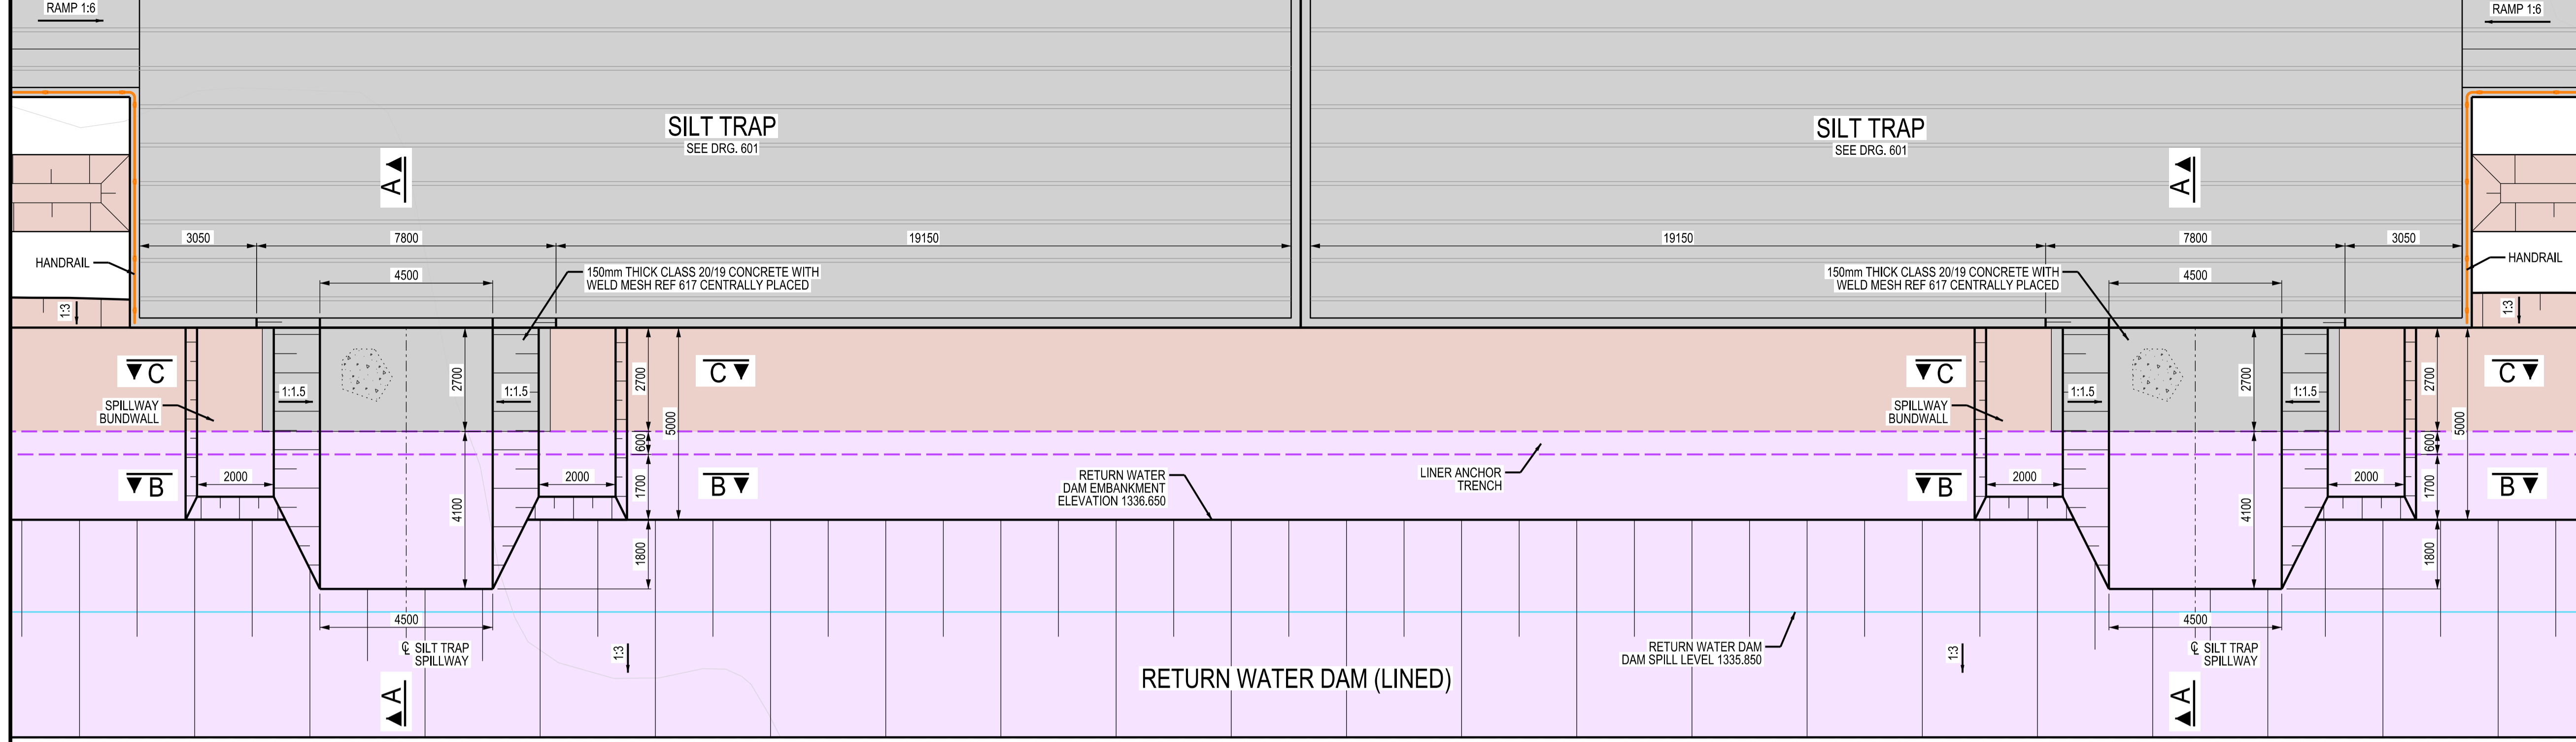 RAMP 1:6
RAMP 1:6
SILT TRAP
SEE DRG. 601
SILT TRAP
SEE DRG. 601
A
A
3050
7800
19150
19150
7800
3050
HANDRAIL
HANDRAIL
4500
150mm THICK CLASS 20/19 CONCRETE WITH
WELD MESH REF 617 CENTRALLY PLACED
150mm THICK CLASS 20/19 CONCRETE WITH
WELD MESH REF 617 CENTRALLY PLACED
4500
1:3
1:3
C
C
C
C
2700
2700
5000
2700
2700
5000
1:1.5
1:1.5
1:1.5
1:1.5
SPILLWAY
BUNDWALL
SPILLWAY
BUNDWALL
600
600
B
2000
2000
1700
B
RETURN WATER
DAM EMBANKMENT
ELEVATION 1336.650
LINER ANCHOR
TRENCH
B
2000
2000
1700
B
4100
4100
1800
1800
4500
4500
℄ SILT TRAP
SPILLWAY
1:3
RETURN WATER DAM
DAM SPILL LEVEL 1335.850
1:3
℄ SILT TRAP
SPILLWAY
RETURN WATER DAM (LINED)
A
A